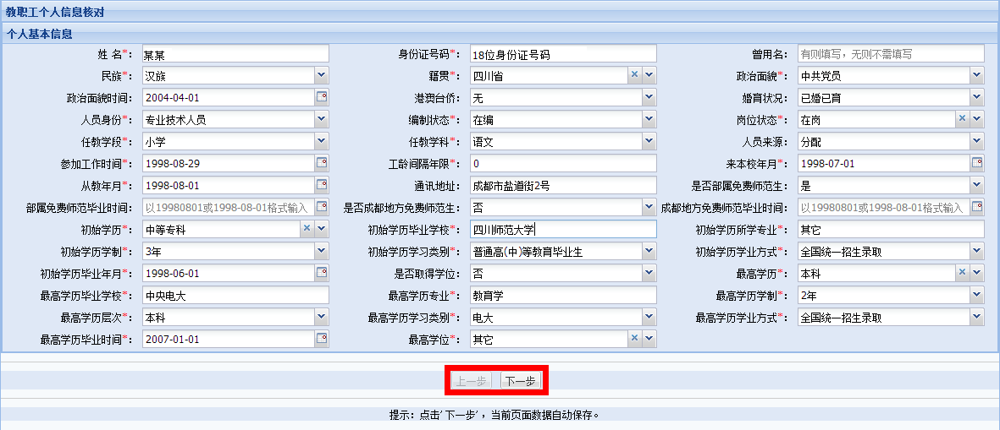 教职工个人信息核对
个人基本信息
姓 名*： 某某 身份证号码*： 18位身份证号码 曾用名： 有则填写，无则不需填写
民族*： 汉族 籍贯*： 四川省 政治面貌*： 中共党员
政治面貌时间： 2004-04-01 港澳台侨： 无 婚育状况： 已婚已育
人员身份*： 专业技术人员 编制状态*： 在编 岗位状态*： 在岗
任教学段*： 小学 任教学科*： 语文 人员来源： 分配
参加工作时间*： 1998-08-29 工龄间隔年限*： 0 来本校年月*： 1998-07-01
从教年月*： 1998-08-01 通讯地址： 成都市盐道街2号 是否部属免费师范生： 是
部属免费师范毕业时间： 以19980801或1998-08-01格式输入 是否成都地方免费师范生： 否 成都地方免费师范毕业时间： 以19980801或1998-08-01格式输入
初始学历*： 中等专科 初始学历毕业学校*： 四川师范大学 初始学历所学专业*： 其它
初始学历学制*： 3年 初始学历学习类别*： 普通高(中)等教育毕业生 初始学历学业方式*： 全国统一招生录取
初始学历毕业年月*： 1998-06-01 是否取得学位： 否 最高学历*： 本科
最高学历毕业学校*： 中央电大 最高学历专业*： 教育学 最高学历学制*： 2年
最高学历层次*： 本科 最高学历学习类别*： 电大 最高学历学业方式*： 全国统一招生录取
最高学历毕业时间*： 2007-01-01 最高学位*： 其它
上一步 下一步
提示：点击'下一步'，当前页面数据自动保存。